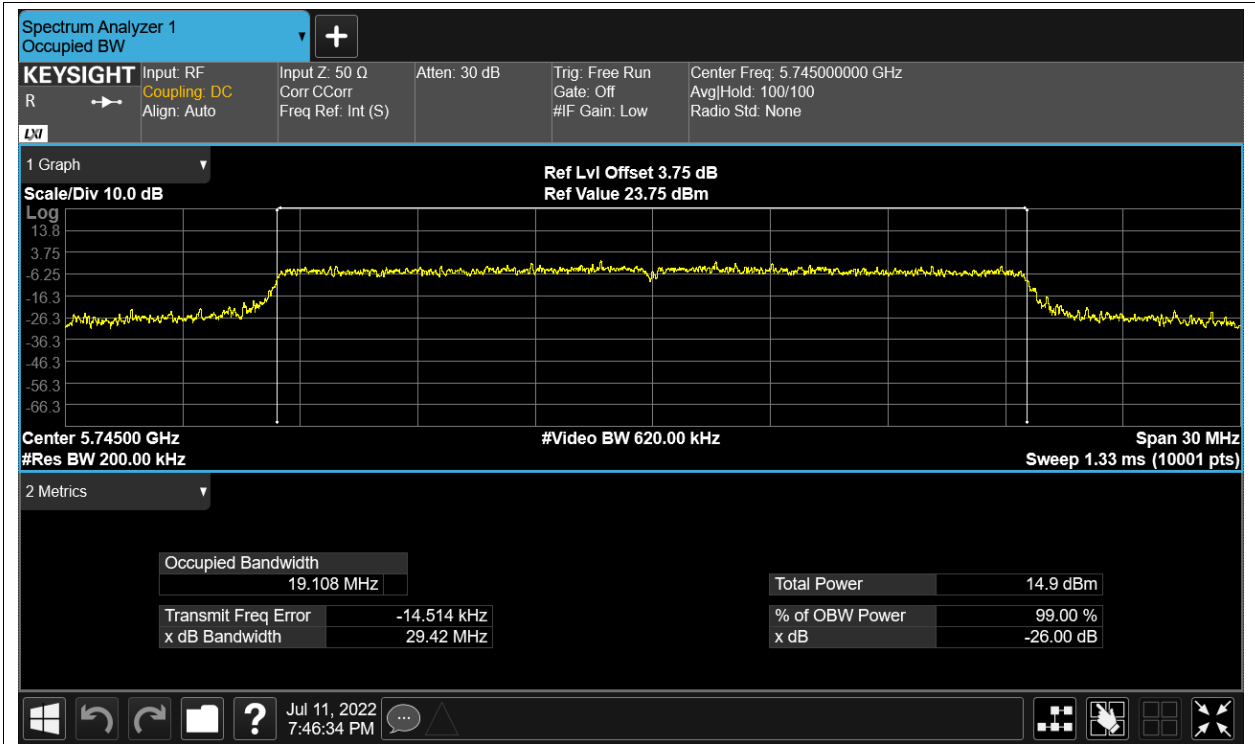 Spectrum Analyzer 1
Occupied BW
▼
+
KEYSIGHT
R
LXI
Input: RF
Coupling: DC
Align: Auto
Input Z: 50 Ω
Corr CCorr
Freq Ref: Int (S)
Atten: 30 dB
Trig: Free Run
Gate: Off
#IF Gain: Low
Center Freq: 5.745000000 GHz
Avg|Hold: 100/100
Radio Std: None
1 Graph ▼
Scale/Div 10.0 dB
Ref Lvl Offset 3.75 dB
Ref Value 23.75 dBm
Log
13.8
3.75
-6.25
-16.3
-26.3
-36.3
-46.3
-56.3
-66.3
Center 5.74500 GHz
#Video BW 620.00 kHz
Span 30 MHz
#Res BW 200.00 kHz
Sweep 1.33 ms (10001 pts)
2 Metrics ▼
Occupied Bandwidth
19.108 MHz
Total Power 14.9 dBm
Transmit Freq Error -14.514 kHz
% of OBW Power 99.00 %
x dB Bandwidth 29.42 MHz
x dB -26.00 dB
?
Jul 11, 2022
7:46:34 PM